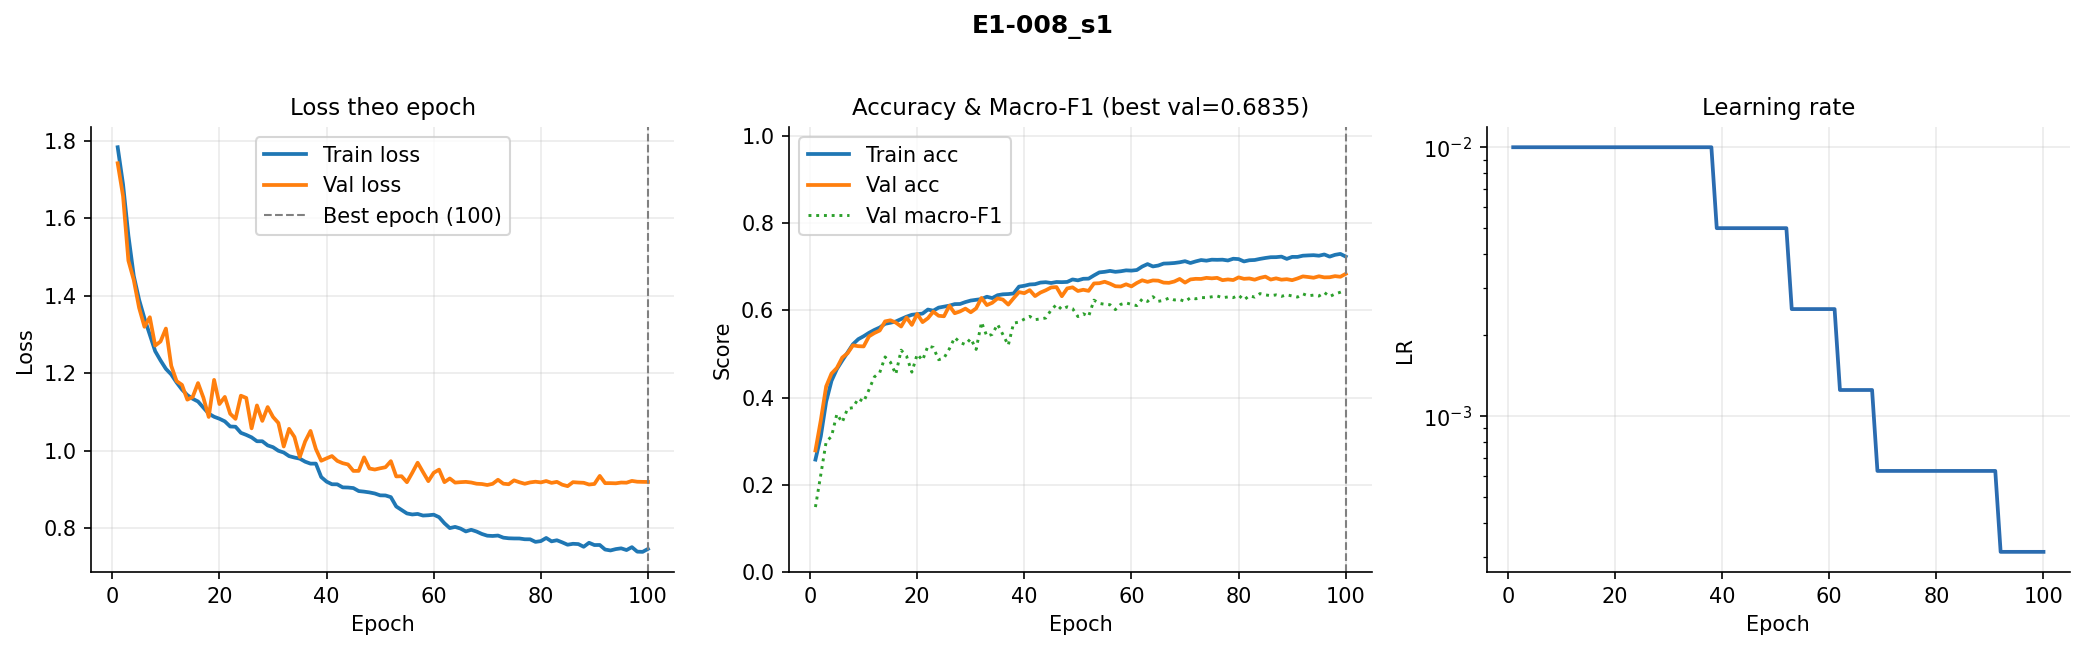 E1-008_s1
Loss theo epoch
1.8
1.6
1.4
1.2
1.0
0.8
Loss
0 20 40 60 80 100
Epoch
Train loss
Val loss
Best epoch (100)
Accuracy & Macro-F1 (best val=0.6835)
1.0
0.8
0.6
0.4
0.2
0.0
Score
0 20 40 60 80 100
Epoch
Train acc
Val acc
Val macro-F1
Learning rate
10⁻²
10⁻³
LR
0 20 40 60 80 100
Epoch